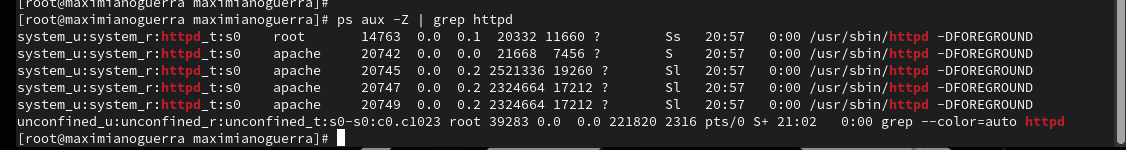 [root@maximianoguerra maximianoguerra]#
[root@maximianoguerra maximianoguerra]# ps aux -Z | grep httpd
system_u:system_r:httpd_t:s0    root       14763  0.0  0.1  20332 11660 ?        Ss   20:57   0:00 /usr/sbin/httpd -DFOREGROUND
system_u:system_r:httpd_t:s0    apache     20742  0.0  0.0  21668  7456 ?        S    20:57   0:00 /usr/sbin/httpd -DFOREGROUND
system_u:system_r:httpd_t:s0    apache     20745  0.0  0.2 2521336 19260 ?       Sl   20:57   0:00 /usr/sbin/httpd -DFOREGROUND
system_u:system_r:httpd_t:s0    apache     20747  0.0  0.2 2324664 17212 ?       Sl   20:57   0:00 /usr/sbin/httpd -DFOREGROUND
system_u:system_r:httpd_t:s0    apache     20749  0.0  0.2 2324664 17212 ?       Sl   20:57   0:00 /usr/sbin/httpd -DFOREGROUND
unconfined_u:unconfined_r:unconfined_t:s0-s0:c0.c1023 root 39283 0.0  0.0 221820 2316 pts/0 S+ 21:02   0:00 grep --color=auto httpd
[root@maximianoguerra maximianoguerra]#